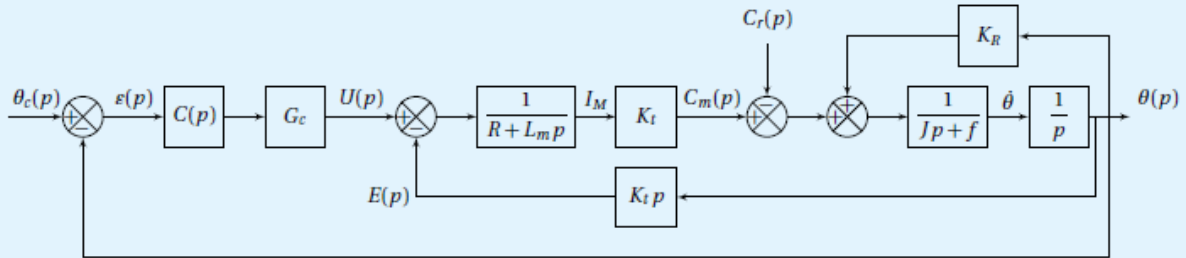 C_r(p)
K_R
θ_c(p) + − ε(p) C(p) G_c U(p) + − 1/(R + L_m p) I_M K_t C_m(p) + − + + 1/(Jp + f) θ̇ 1/p θ(p)
E(p) K_t p